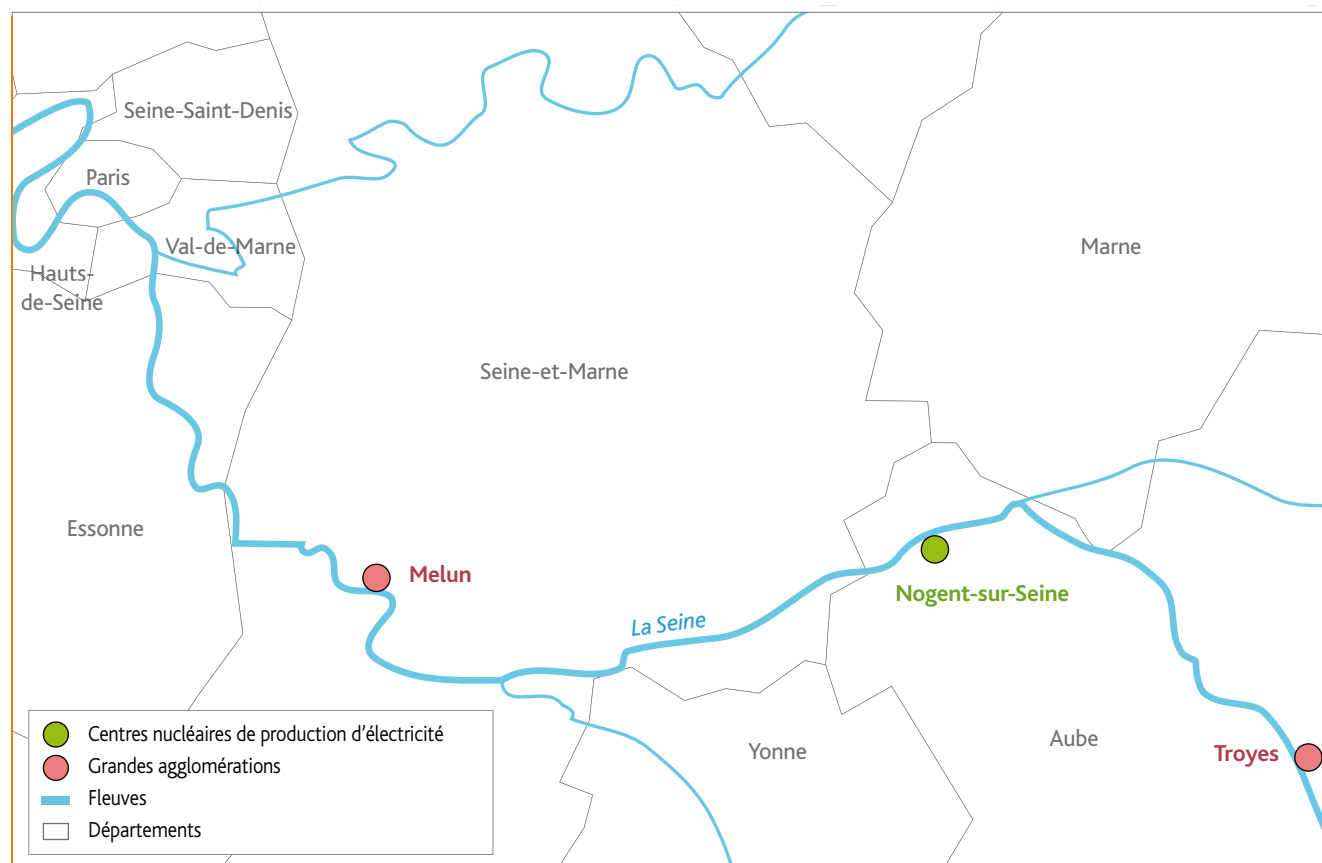 Seine-Saint-Denis
Paris
Val-de-Marne
Marne
Hauts-
de-Seine
Seine-et-Marne
Essonne
Melun
Nogent-sur-Seine
La Seine
Yonne
Aube
Troyes
Centres nucléaires de production d'électricité
Grandes agglomérations
Fleuves
Départements